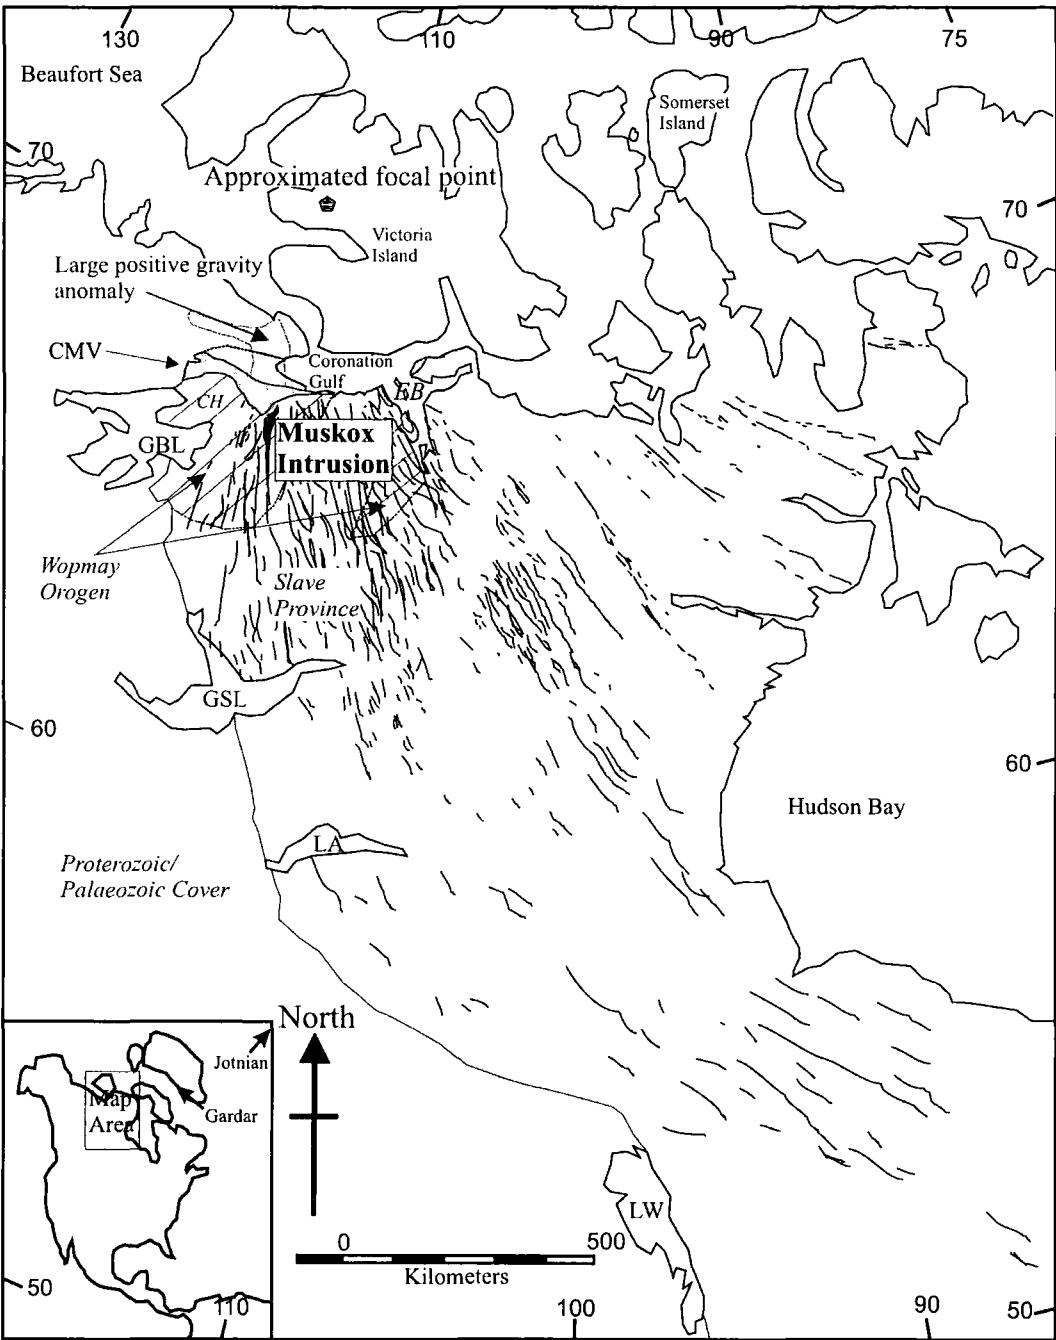 130
110
90
75
Beaufort Sea
Somerset
Island
70
Approximated focal point
70
Victoria
Island
Large positive gravity
anomaly
CMV
Coronation
Gulf
CH
EB
GBL
Muskox
Intrusion
Wopmay
Orogen
Slave
Province
GSL
60
60
Hudson Bay
LA
Proterozoic/
Palaeozoic Cover
North
Jotnian
Map
Area
Gardar
LW
0
500
Kilometers
50
110
100
90
50